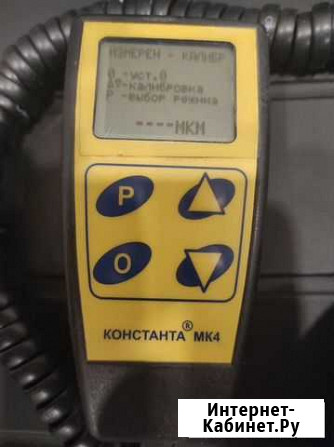 ИЗМЕРЕН - КАЛИБР
0 -уст.0
-калибровка
Р -выбор режима
----МКМ
Р
О
КОНСТАНТА® МК4
Интернет-
Кабинет.Ру